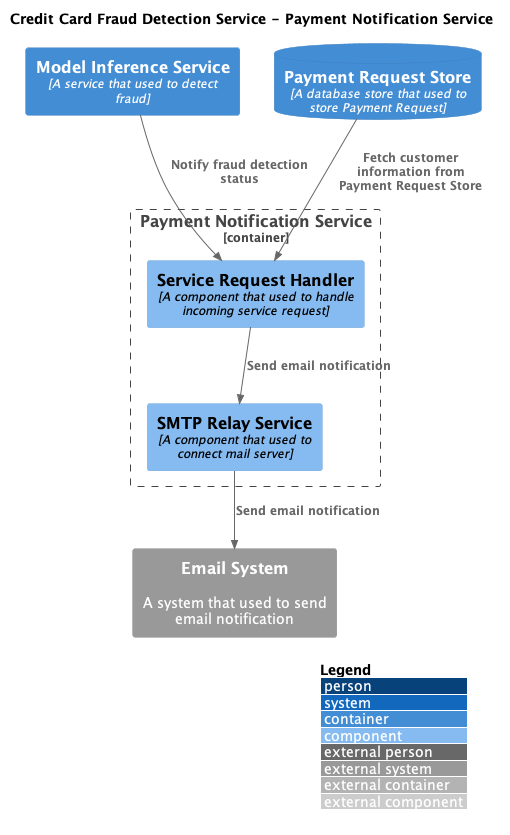 Credit Card Fraud Detection Service - Payment Notification Service
Model Inference Service
[A service that used to detect
fraud]
Payment Request Store
[A database store that used to
store Payment Request]
Notify fraud detection
status
Fetch customer
information from
Payment Request Store
Payment Notification Service
[container]
Service Request Handler
[A component that used to handle
incoming service request]
Send email notification
SMTP Relay Service
[A component that used to
connect mail server]
Send email notification
Email System
A system that used to send
email notification
Legend
person
system
container
component
external person
external system
external container
external component